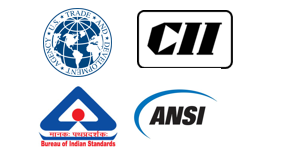 U.S. TRADE AND DEVELOPMENT AGENCY
CII
मानकः पथप्रदर्शकः
Bureau of Indian Standards
ANSI